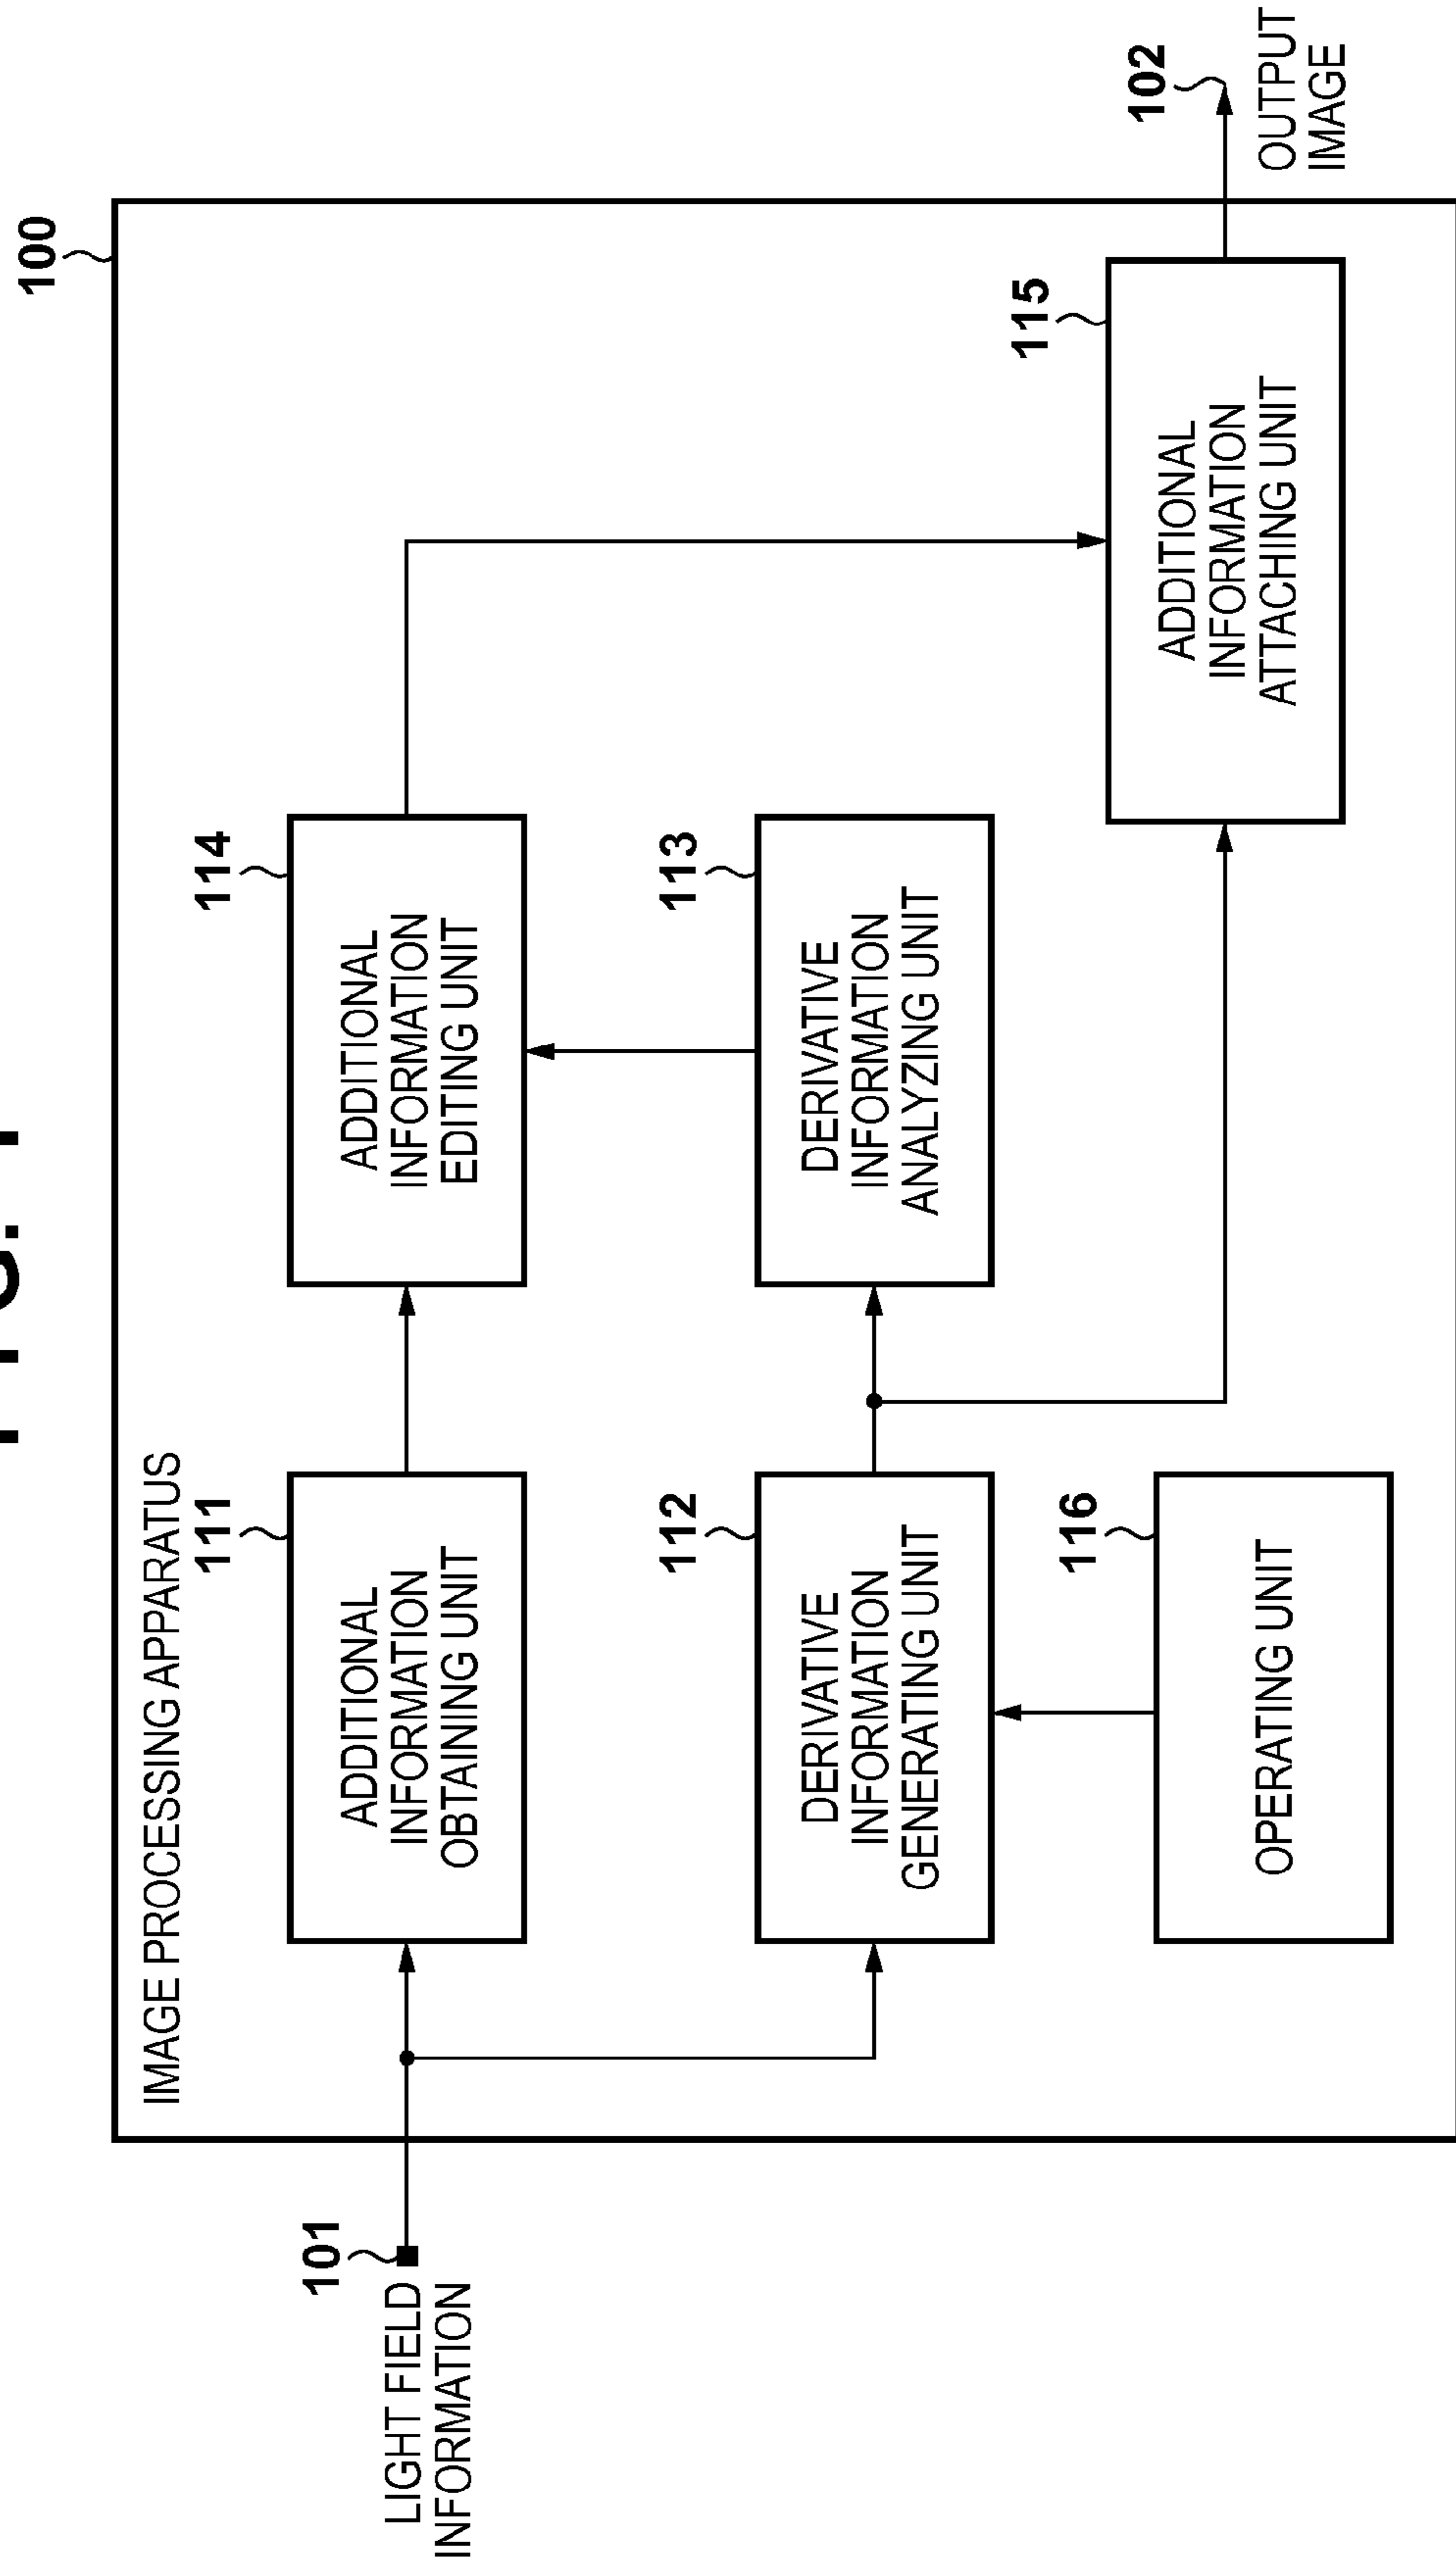 100
IMAGE PROCESSING APPARATUS
101
LIGHT FIELD
INFORMATION
111
ADDITIONAL
INFORMATION
OBTAINING UNIT
114
ADDITIONAL
INFORMATION
EDITING UNIT
112
DERIVATIVE
INFORMATION
GENERATING UNIT
113
DERIVATIVE
INFORMATION
ANALYZING UNIT
116
OPERATING UNIT
115
ADDITIONAL
INFORMATION
ATTACHING UNIT
102
OUTPUT
IMAGE